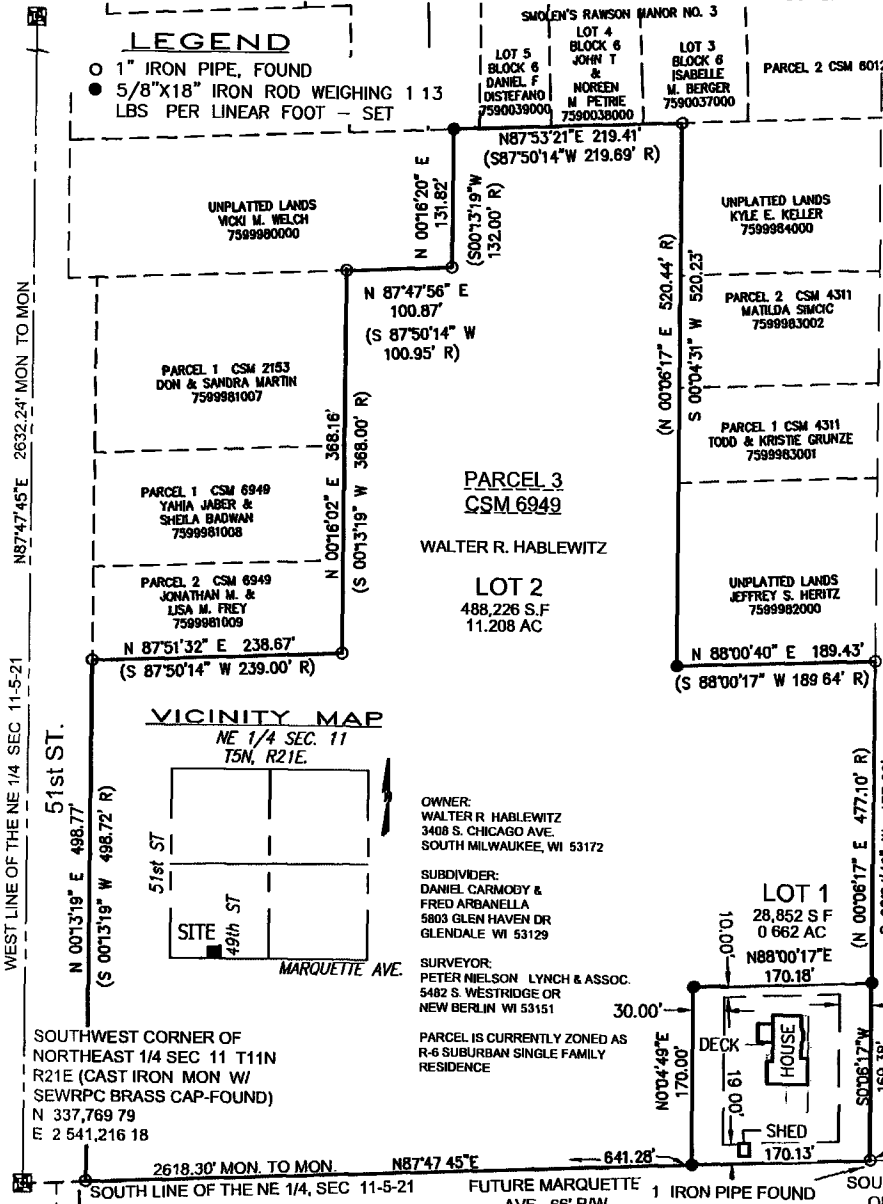 SMOLEN'S RAWSON MANOR NO. 3
LEGEND
O 1" IRON PIPE, FOUND
● 5/8"X18" IRON ROD WEIGHING 1 13
LBS PER LINEAR FOOT - SET
LOT 5
BLOCK 6
DANIEL F
DISTEFANO
7590039000
LOT 4
BLOCK 6
JOHN T
&
NOREEN
M PETRIE
7590038000
LOT 3
BLOCK 6
ISABELLE
M. BERGER
7590037000
PARCEL 2 CSM 6012
N87°53'21"E 219.41'
(S87°50'14"W 219.69' R)
N 00°16'20" E
131.82'
(S00°13'19"W
132.00' R)
UNPLATTED LANDS
VICKI M. WELCH
7599980000
UNPLATTED LANDS
KYLE E. KELLER
7599984000
N 87°47'56" E
100.87'
(S 87°50'14" W
100.95' R)
(N 00°06'17" E 520.44' R)
S 00°04'31" W 520.23'
PARCEL 2 CSM 4311
MATILDA SIMCIC
7599983002
PARCEL 1 CSM 2153
DON & SANDRA MARTIN
7599981007
PARCEL 1 CSM 4311
TODD & KRISTIE GRUNZE
7599983001
N 00°16'02" E 368.16'
(S 00°13'19" W 368.00' R)
PARCEL 1 CSM 6949
YAHIA JABER &
SHEILA BADWAN
7599981008
PARCEL 3
CSM 6949
WALTER R. HABLEWITZ
LOT 2
488,226 S.F
11.208 AC
PARCEL 2 CSM 6949
JONATHAN M. &
LISA M. FREY
7599981009
UNPLATTED LANDS
JEFFREY S. HERITZ
7599982000
N 87°51'32" E 238.67'
(S 87°50'14" W 239.00' R)
N 88°00'40" E 189.43'
(S 88°00'17" W 189 64' R)
WEST LINE OF THE NE 1/4 SEC 11-5-21 N87°47'45"E 2632.24' MON TO MON
51st ST.
N 00°13'19" E 498.77'
(S 00°13'19" W 498.72' R)
VICINITY MAP
NE 1/4 SEC. 11
T5N, R21E.
51st ST
SITE
49th ST
MARQUETTE AVE.
N
OWNER:
WALTER R HABLEWITZ
3408 S. CHICAGO AVE.
SOUTH MILWAUKEE, WI 53172
SUBDIVIDER:
DANIEL CARMODY &
FRED ARBANELLA
5803 GLEN HAVEN DR
GLENDALE WI 53129
SURVEYOR:
PETER NIELSON LYNCH & ASSOC.
5482 S. WESTRIDGE DR
NEW BERLIN WI 53151
PARCEL IS CURRENTLY ZONED AS
R-6 SUBURBAN SINGLE FAMILY
RESIDENCE
(N 00°06'17" E 477.10' R)
LOT 1
28,852 S F
0 662 AC
N88°00'17"E
170.18'
10.00'
30.00'
N0°04'49"E
170.00'
DECK
HOUSE
19 00'
SHED
170.13'
S0°06'17"W
169.78'
SOUTHWEST CORNER OF
NORTHEAST 1/4 SEC 11 T11N
R21E (CAST IRON MON W/
SEWRPC BRASS CAP-FOUND)
N 337,769 79
E 2 541,216 18
2618.30' MON. TO MON. N87°47 45"E 641.28'
SOUTH LINE OF THE NE 1/4, SEC 11-5-21
FUTURE MARQUETTE
AVE 66' R/W
1 IRON PIPE FOUND
SOU